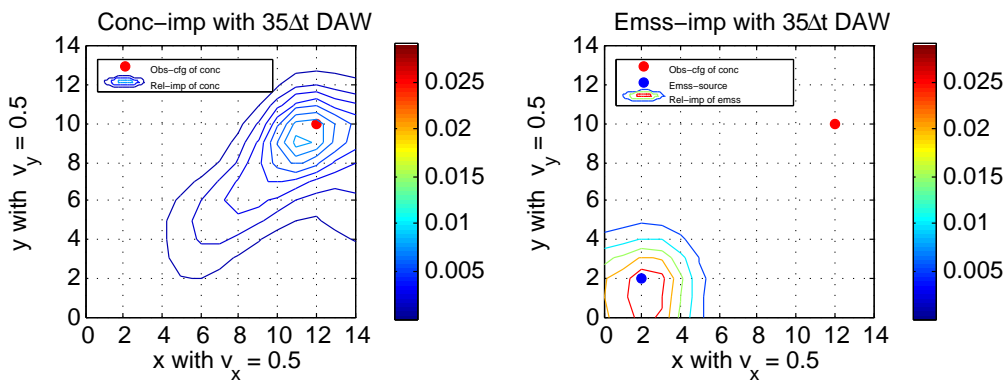 Conc-imp with 35Δt DAW
14
12
10
8
6
4
2
0
y with v_y = 0.5
Obs-cfg of conc
Rel-imp of conc
0 2 4 6 8 10 12 14
x with v_x = 0.5
0.025
0.02
0.015
0.01
0.005
Emss-imp with 35Δt DAW
14
12
10
8
6
4
2
0
y with v_y = 0.5
Obs-cfg of conc
Emss-source
Rel-imp of emss
0 2 4 6 8 10 12 14
x with v_x = 0.5
0.025
0.02
0.015
0.01
0.005